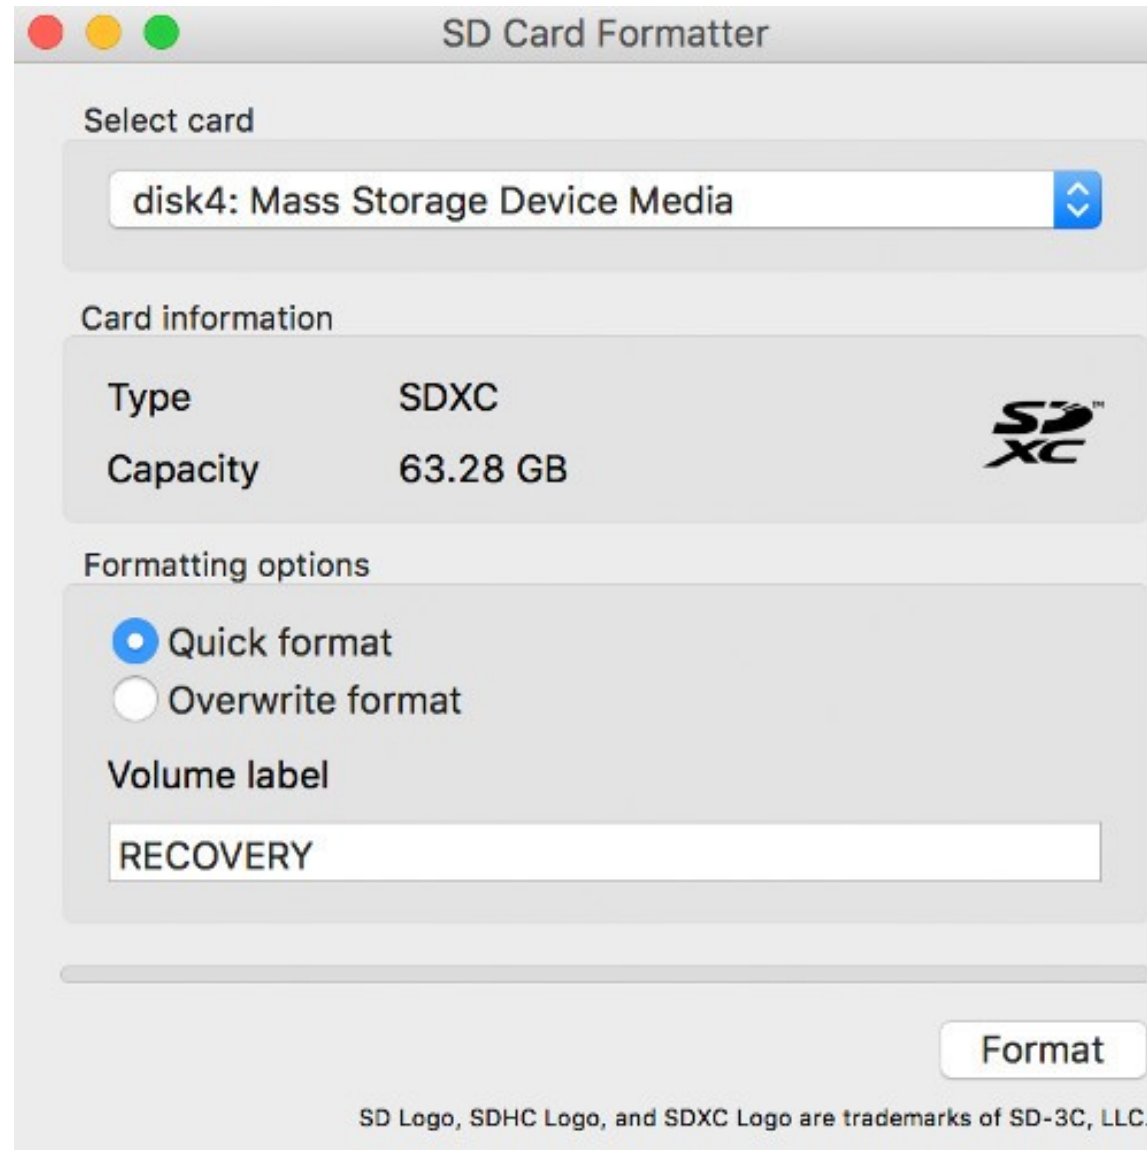 SD Card Formatter
Select card
disk4: Mass Storage Device Media
Card information
Type SDXC
Capacity 63.28 GB
SD XC™
Formatting options
Quick format
Overwrite format
Volume label
RECOVERY
Format
SD Logo, SDHC Logo, and SDXC Logo are trademarks of SD-3C, LLC.